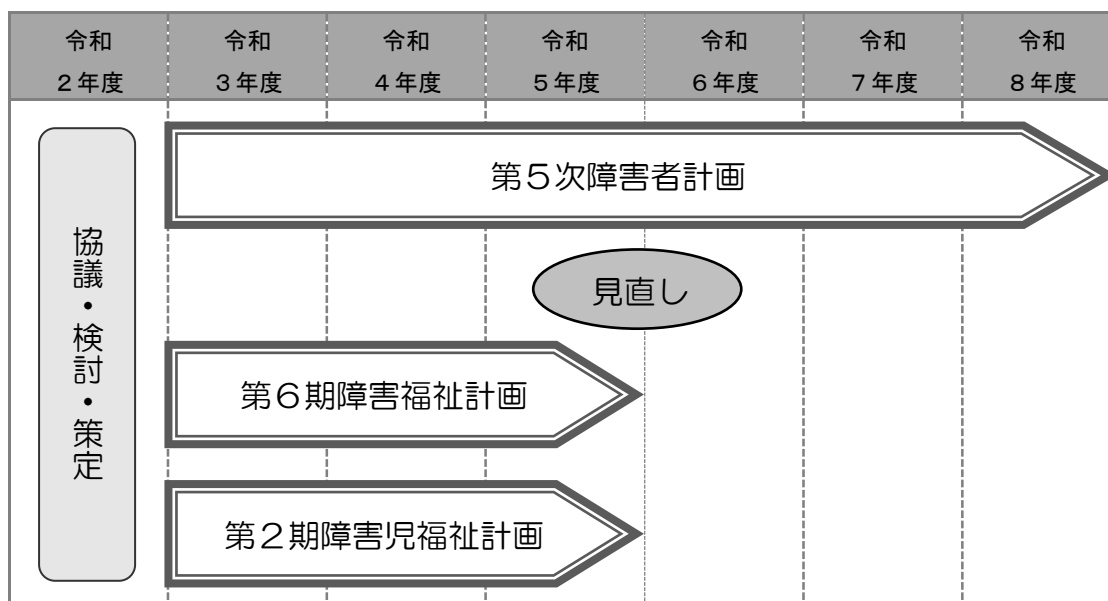 令和
2年度
令和
3年度
令和
4年度
令和
5年度
令和
6年度
令和
7年度
令和
8年度
協議・検討・策定
第5次障害者計画
見直し
第6期障害福祉計画
第2期障害児福祉計画